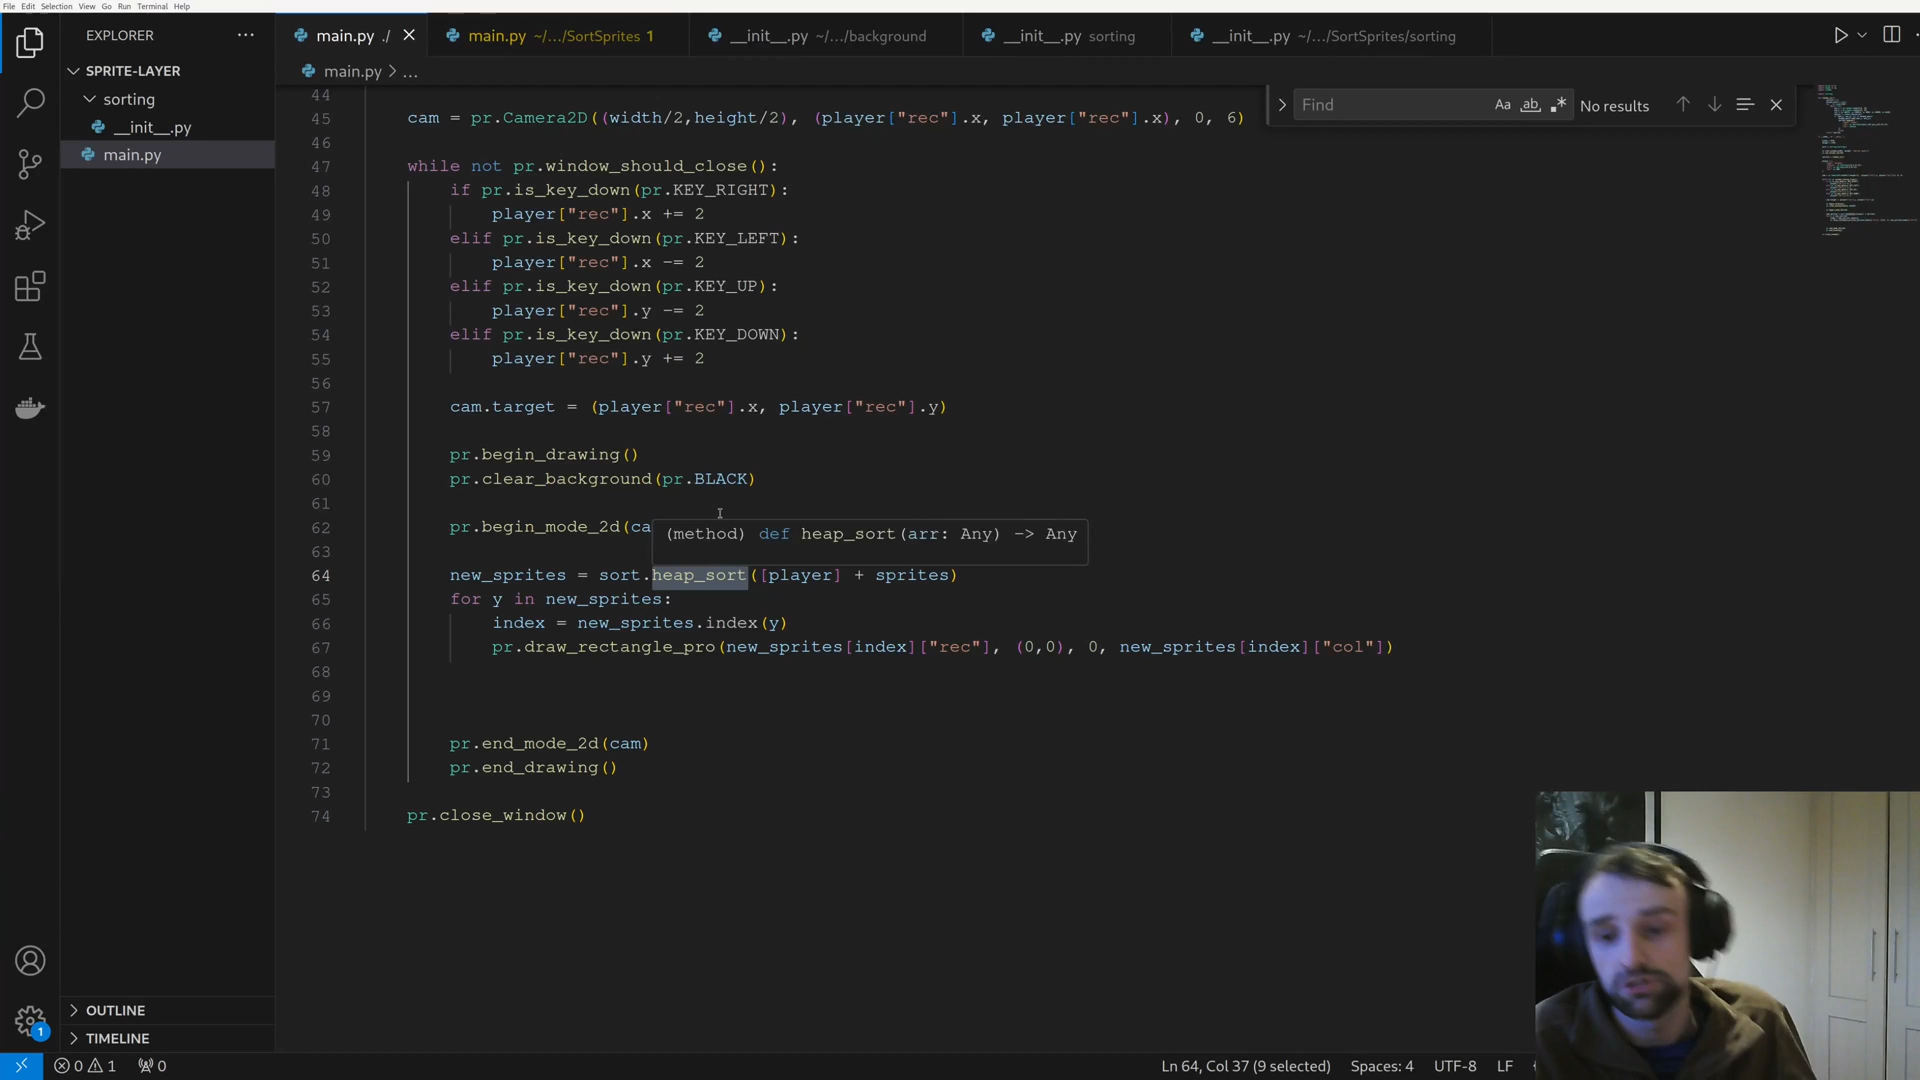 File Edit Selection View Go Run Terminal Help
EXPLORER ...
main.py ./
main.py ~/.../SortSprites 1
__init__.py ~/.../background
__init__.py sorting
__init__.py ~/.../SortSprites/sorting
SPRITE-LAYER
sorting
__init__.py
main.py
main.py > ...
Find
Aa ab .*
No results
44
45 cam = pr.Camera2D((width/2,height/2), (player["rec"].x, player["rec"].x), 0, 6)
46
47 while not pr.window_should_close():
48 if pr.is_key_down(pr.KEY_RIGHT):
49 player["rec"].x += 2
50 elif pr.is_key_down(pr.KEY_LEFT):
51 player["rec"].x -= 2
52 elif pr.is_key_down(pr.KEY_UP):
53 player["rec"].y -= 2
54 elif pr.is_key_down(pr.KEY_DOWN):
55 player["rec"].y += 2
56
57 cam.target = (player["rec"].x, player["rec"].y)
58
59 pr.begin_drawing()
60 pr.clear_background(pr.BLACK)
61
62 pr.begin_mode_2d(ca
(method) def heap_sort(arr: Any) -> Any
63
64 new_sprites = sort.heap_sort([player] + sprites)
65 for y in new_sprites:
66 index = new_sprites.index(y)
67 pr.draw_rectangle_pro(new_sprites[index]["rec"], (0,0), 0, new_sprites[index]["col"])
68
69
70
71 pr.end_mode_2d(cam)
72 pr.end_drawing()
73
74 pr.close_window()
OUTLINE
TIMELINE
1
0 1 0
Ln 64, Col 37 (9 selected) Spaces: 4 UTF-8 LF